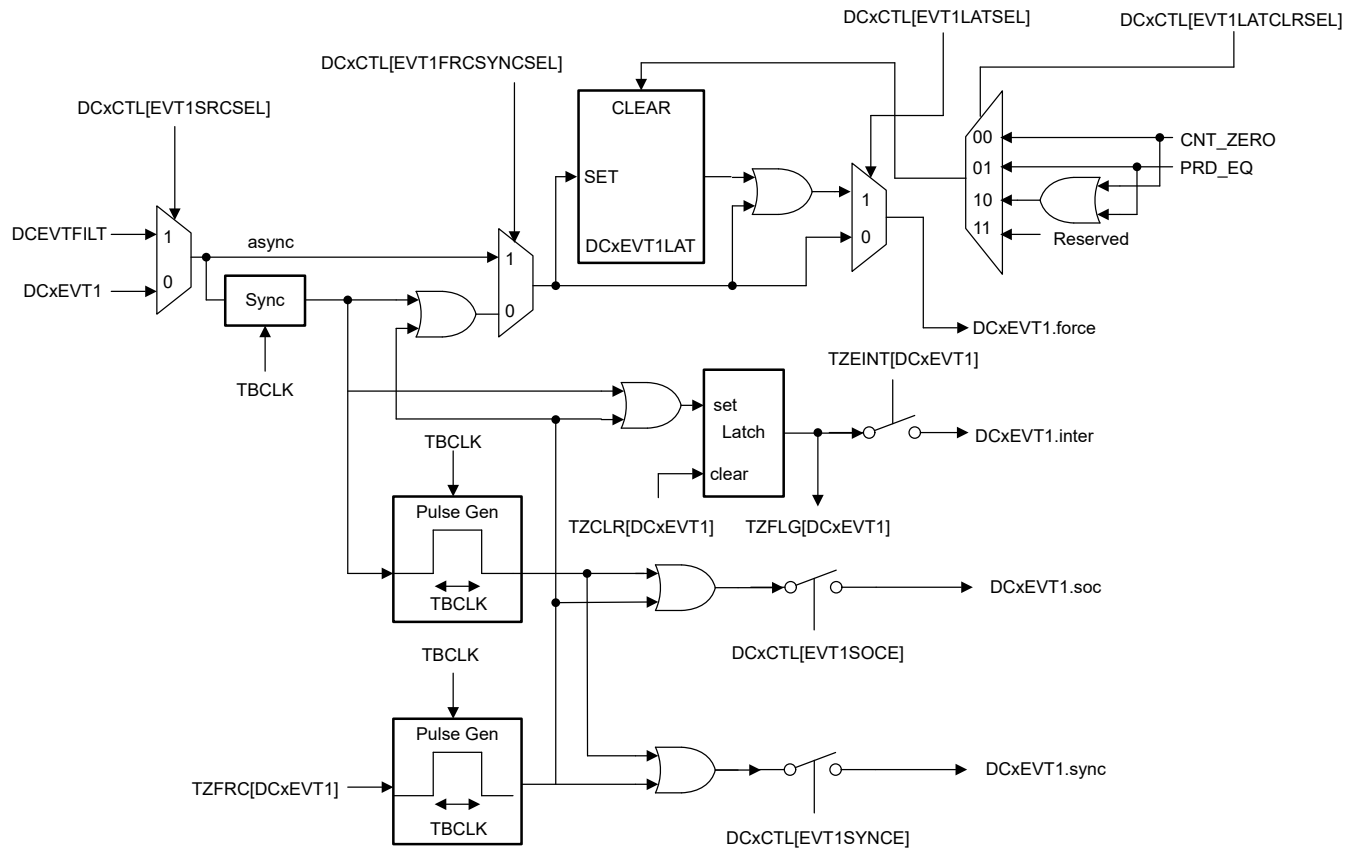 DCxCTL[EVT1LATSEL]
DCxCTL[EVT1LATCLRSEL]
DCxCTL[EVT1FRCSYNCSEL]
DCxCTL[EVT1SRCSEL]
CLEAR
SET
DCxEVT1LAT
00
CNT_ZERO
01
PRD_EQ
10
11
Reserved
1
0
DCEVTFILT
1
async
1
DCxEVT1
0
Sync
0
TBCLK
DCxEVT1.force
TZEINT[DCxEVT1]
set
Latch
clear
DCxEVT1.inter
TBCLK
Pulse Gen
TBCLK
TZCLR[DCxEVT1]
TZFLG[DCxEVT1]
DCxEVT1.soc
DCxCTL[EVT1SOCE]
TBCLK
Pulse Gen
TZFRC[DCxEVT1]
TBCLK
DCxEVT1.sync
DCxCTL[EVT1SYNCE]